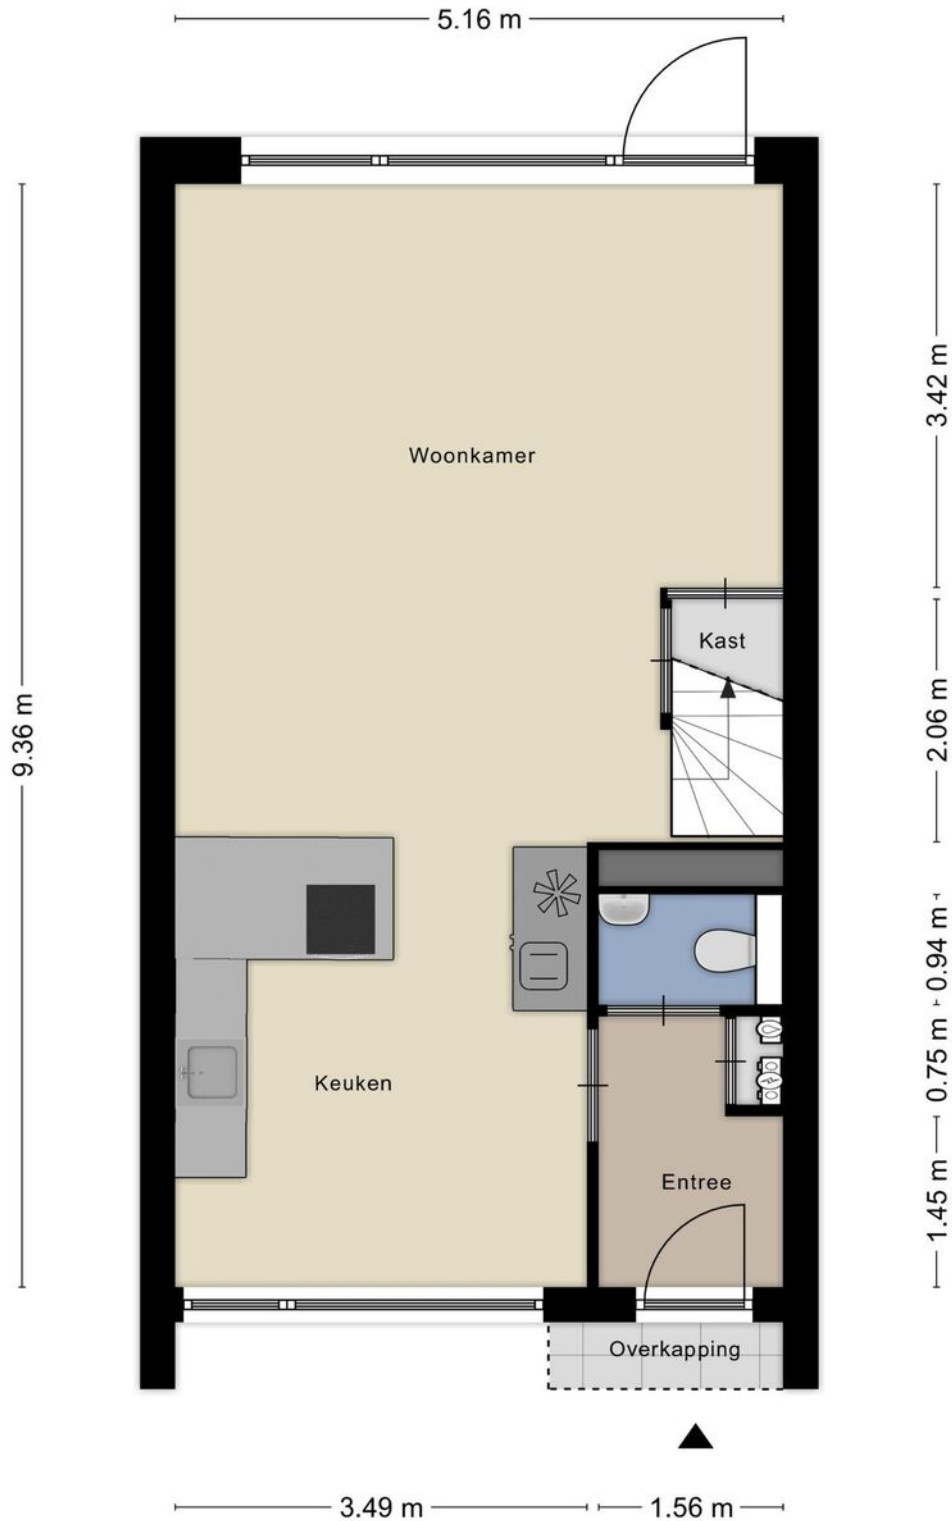 5.16 m
9.36 m
3.42 m
Woonkamer
Kast
2.06 m
0.94 m
0.75 m
Keuken
Entree
1.45 m
Overkapping
3.49 m
1.56 m